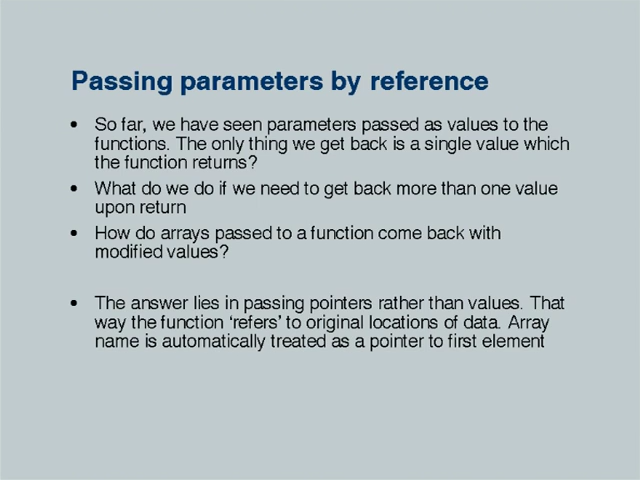 Passing parameters by reference
• So far, we have seen parameters passed as values to the
functions. The only thing we get back is a single value which
the function returns?
• What do we do if we need to get back more than one value
upon return
• How do arrays passed to a function come back with
modified values?
• The answer lies in passing pointers rather than values. That
way the function ‘refers’ to original locations of data. Array
name is automatically treated as a pointer to first element